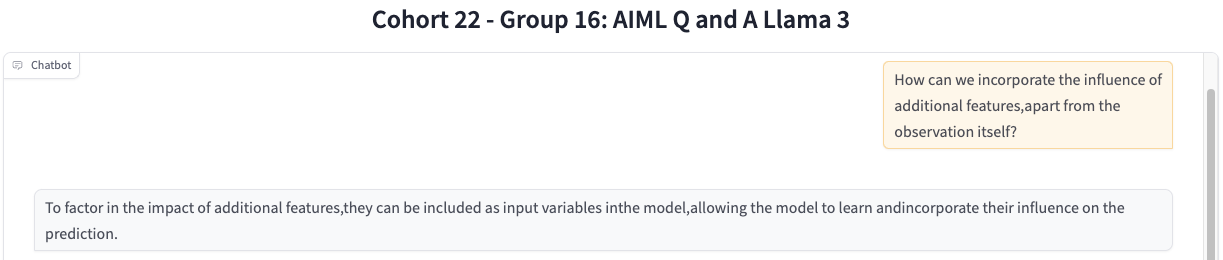 Cohort 22 - Group 16: AIML Q and A Llama 3
Chatbot
How can we incorporate the influence of
additional features,apart from the
observation itself?
To factor in the impact of additional features,they can be included as input variables inthe model,allowing the model to learn andincorporate their influence on the
prediction.